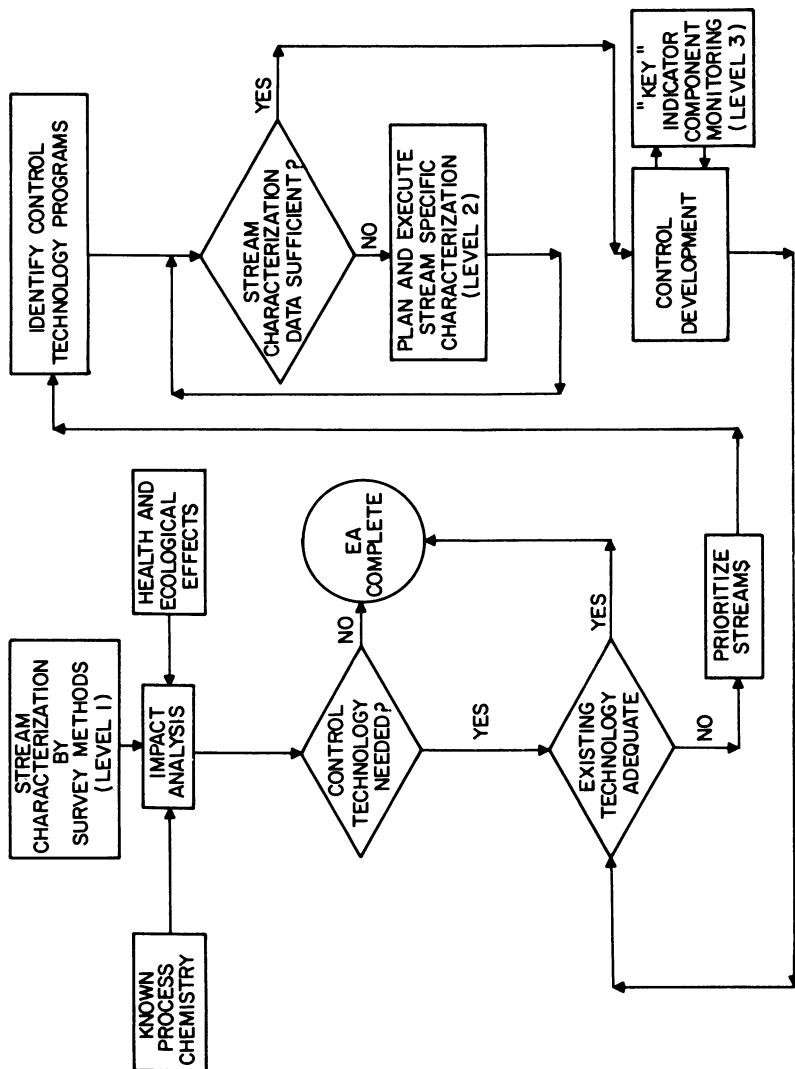 STREAM
CHARACTERIZATION
BY
SURVEY METHODS
(LEVEL 1)
KNOWN
PROCESS
CHEMISTRY
IMPACT
ANALYSIS
HEALTH AND
ECOLOGICAL
EFFECTS
CONTROL
TECHNOLOGY
NEEDED?
NO
EA
COMPLETE
YES
EXISTING
TECHNOLOGY
ADEQUATE
YES
NO
PRIORITIZE
STREAMS
IDENTIFY CONTROL
TECHNOLOGY PROGRAMS
STREAM
CHARACTERIZATION
DATA SUFFICIENT?
YES
NO
PLAN AND EXECUTE
STREAM SPECIFIC
CHARACTERIZATION
(LEVEL 2)
CONTROL
DEVELOPMENT
"KEY"
INDICATOR
COMPONENT
MONITORING
(LEVEL 3)